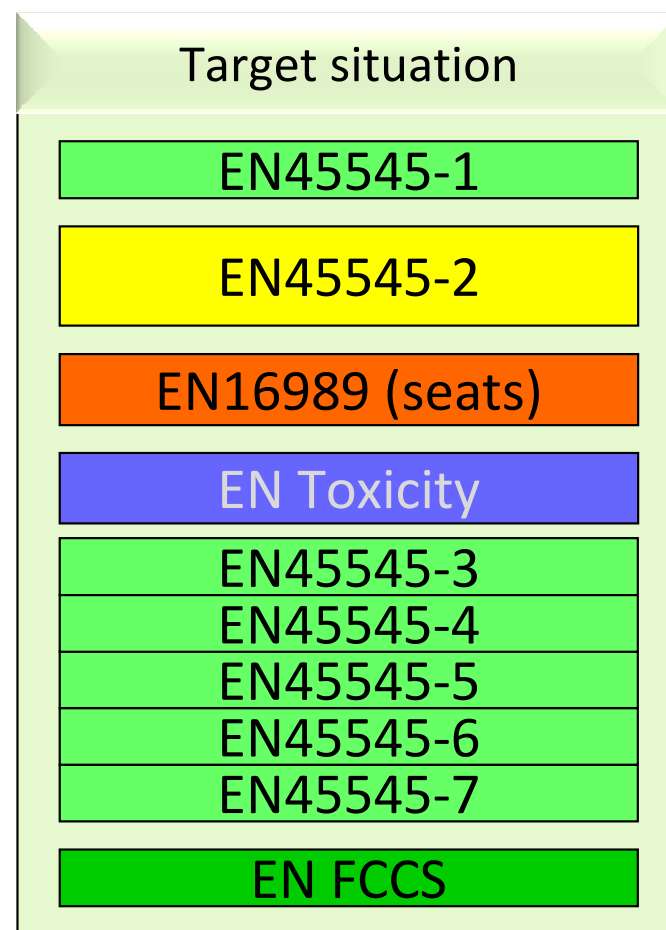 Target situation
EN45545-1
EN45545-2
EN16989 (seats)
EN Toxicity
EN45545-3
EN45545-4
EN45545-5
EN45545-6
EN45545-7
EN FCCS